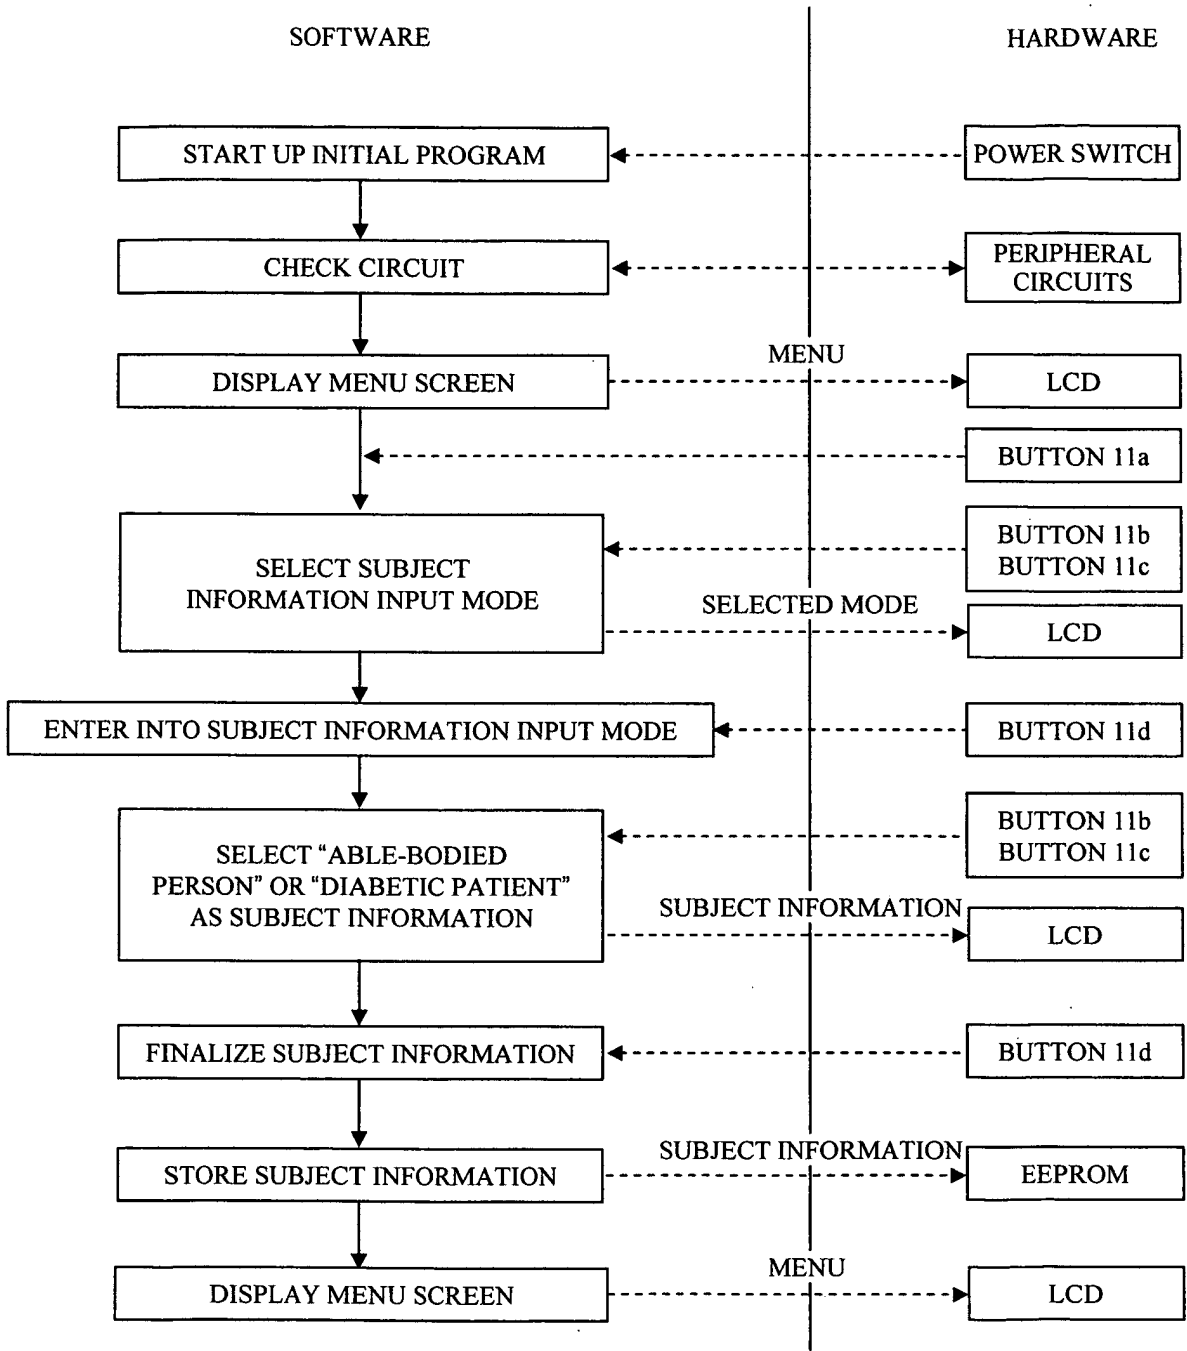 SOFTWARE
HARDWARE
START UP INITIAL PROGRAM
POWER SWITCH
CHECK CIRCUIT
PERIPHERAL
CIRCUITS
MENU
DISPLAY MENU SCREEN
LCD
BUTTON 11a
BUTTON 11b
BUTTON 11c
SELECT SUBJECT
INFORMATION INPUT MODE
SELECTED MODE
LCD
ENTER INTO SUBJECT INFORMATION INPUT MODE
BUTTON 11d
BUTTON 11b
BUTTON 11c
SELECT “ABLE-BODIED
PERSON” OR “DIABETIC PATIENT”
AS SUBJECT INFORMATION
SUBJECT INFORMATION
LCD
FINALIZE SUBJECT INFORMATION
BUTTON 11d
SUBJECT INFORMATION
STORE SUBJECT INFORMATION
EEPROM
MENU
DISPLAY MENU SCREEN
LCD